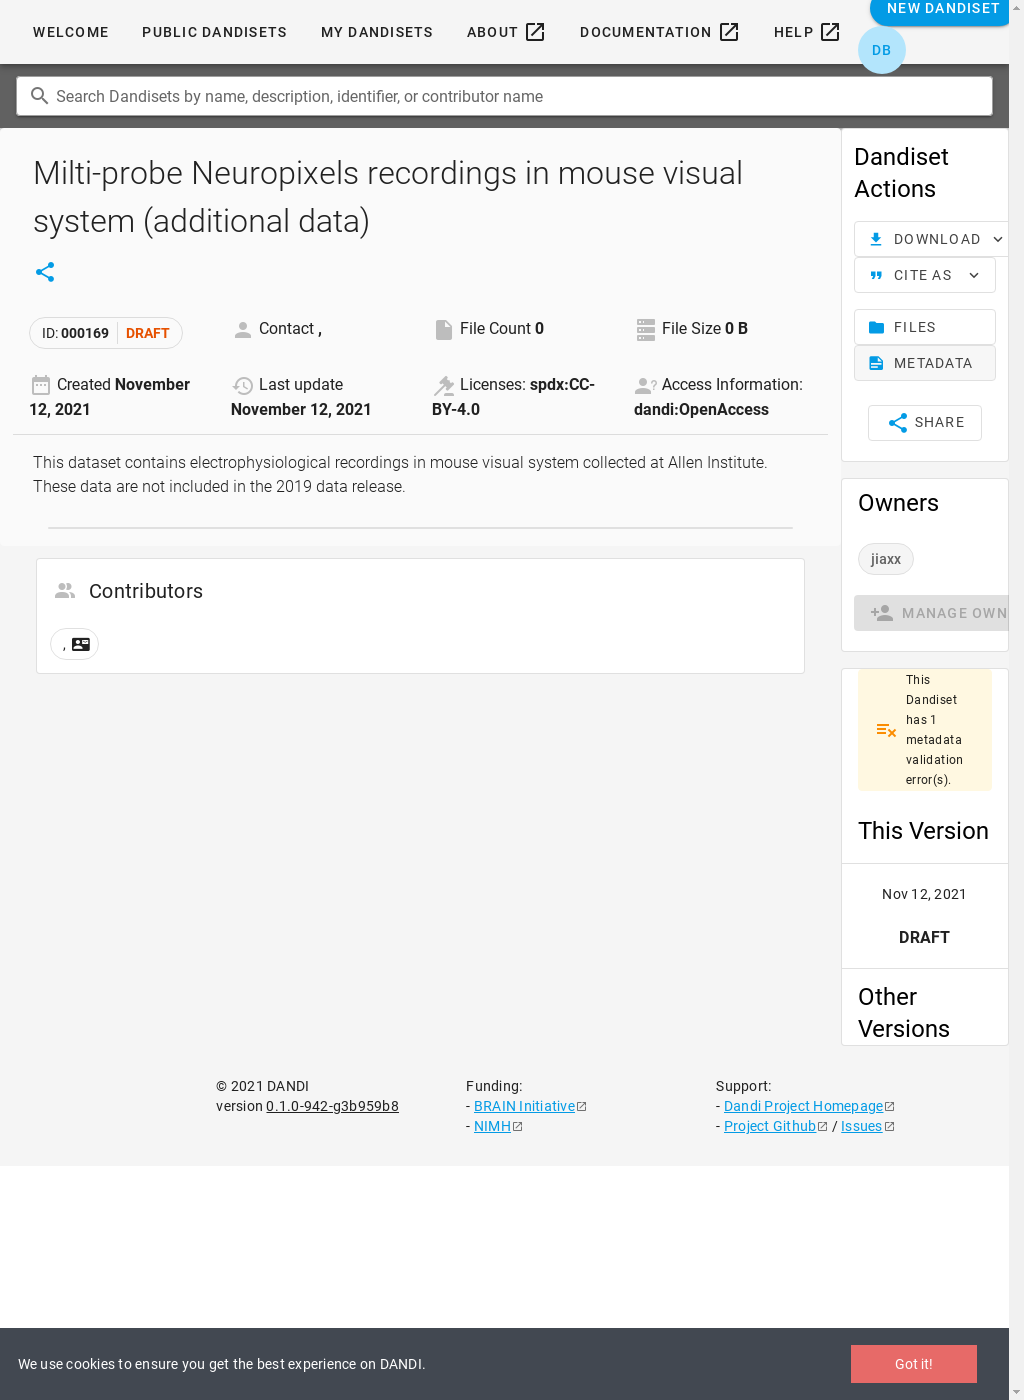 WELCOME
PUBLIC DANDISETS
MY DANDISETS
ABOUT
DOCUMENTATION
HELP
NEW DANDISET
DB
Search Dandisets by name, description, identifier, or contributor name
Milti-probe Neuropixels recordings in mouse visual
system (additional data)
ID: 000169
DRAFT
Contact ,
File Count 0
File Size 0 B
Created November
12, 2021
Last update
November 12, 2021
Licenses: spdx:CC-
BY-4.0
Access Information:
dandi:OpenAccess
This dataset contains electrophysiological recordings in mouse visual system collected at Allen Institute.
These data are not included in the 2019 data release.
Contributors
,
Dandiset
Actions
DOWNLOAD
CITE AS
FILES
METADATA
SHARE
Owners
jiaxx
MANAGE OWN
This
Dandiset
has 1
metadata
validation
error(s).
This Version
Nov 12, 2021
DRAFT
Other
Versions
© 2021 DANDI
version 0.1.0-942-g3b959b8
Funding:
- BRAIN Initiative
- NIMH
Support:
- Dandi Project Homepage
- Project Github / Issues
We use cookies to ensure you get the best experience on DANDI.
Got it!